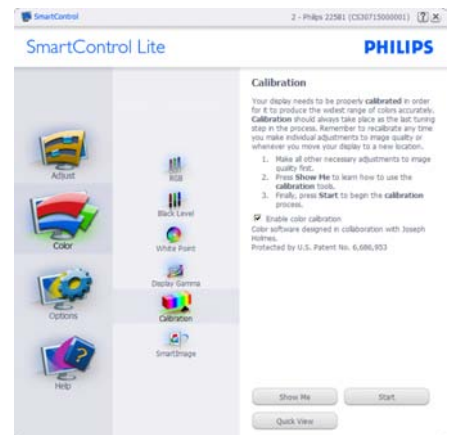 SmartControl
2 - Philips 225B1 (CS30715000001)
SmartControl Lite
PHILIPS
Adjust
Color
Options
Help
RGB
Black Level
White Point
Display Gamma
Calibration
SmartImage
Calibration
Your display needs to be properly calibrated in order
for it to produce the widest range of colors accurately.
Calibration should always take place as the last tuning
step in the process. Remember to recalibrate any time
you make individual adjustments to image quality or
whenever you move your display to a new location.
1. Make all other necessary adjustments to image
quality first.
2. Press Show Me to learn how to use the
calibration tools.
3. Finally, press Start to begin the calibration
process.
Enable color calibration
Color software designed in collaboration with Joseph
Holmes.
Protected by U.S. Patent No. 6,686,953
Show Me
Start
Quick View